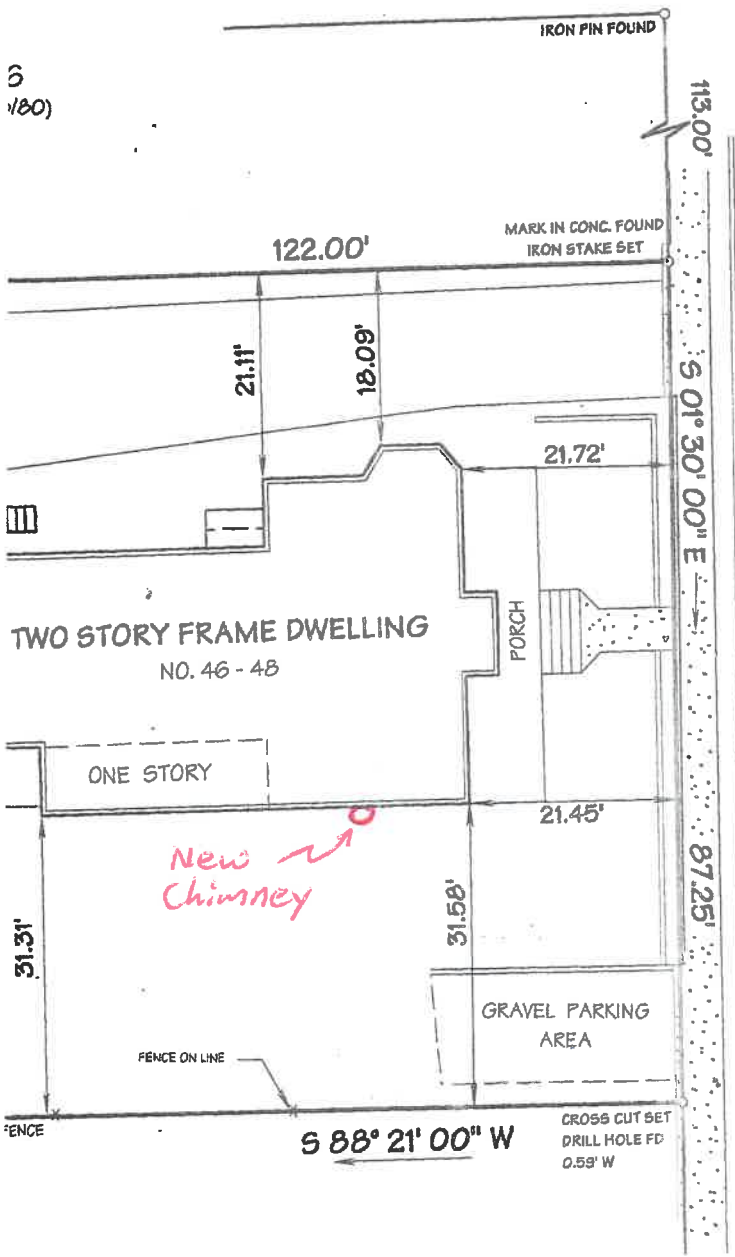 IRON PIN FOUND
6
/80)
113.00'
MARK IN CONC. FOUND
IRON STAKE SET
122.00'
21.11'
18.09'
S 01° 30' 00" E
21.72'
PORCH
TWO STORY FRAME DWELLING
NO. 46 - 48
ONE STORY
21.45'
New
Chimney
87.25'
31.31'
31.58'
GRAVEL PARKING
AREA
FENCE ON LINE
FENCE
S 88° 21' 00" W
CROSS CUT SET
DRILL HOLE FD
0.59' W